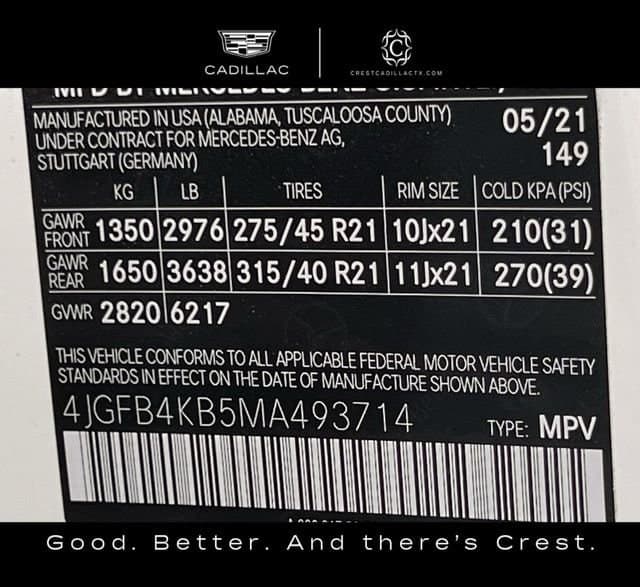 CADILLAC
CRESTCADILLACTX.COM
MFD BY MERCEDES-BENZ
MANUFACTURED IN USA (ALABAMA, TUSCALOOSA COUNTY) 05/21
UNDER CONTRACT FOR MERCEDES-BENZ AG, 149
STUTTGART (GERMANY)
KG LB TIRES RIM SIZE COLD KPA (PSI)
GAWR FRONT 1350 2976 275/45 R21 10Jx21 210(31)
GAWR REAR 1650 3638 315/40 R21 11Jx21 270(39)
GVWR 2820 6217
THIS VEHICLE CONFORMS TO ALL APPLICABLE FEDERAL MOTOR VEHICLE SAFETY
STANDARDS IN EFFECT ON THE DATE OF MANUFACTURE SHOWN ABOVE.
4JGFB4KB5MA493714 TYPE: MPV
Good. Better. And there's Crest.